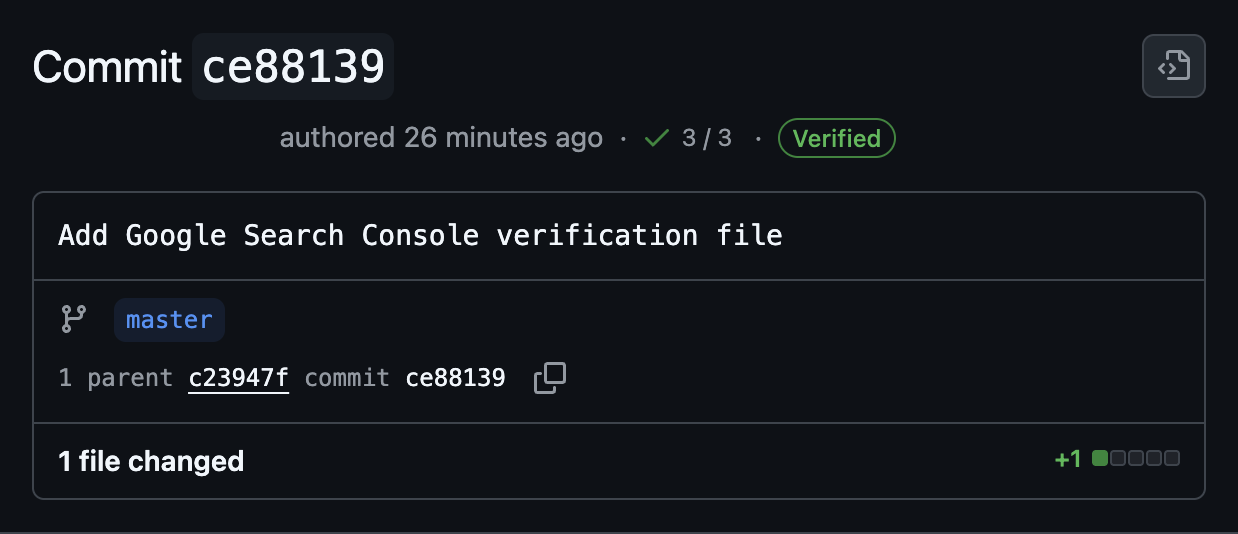 Commit ce88139
authored 26 minutes ago · 3 / 3 · Verified
Add Google Search Console verification file
master
1 parent c23947f commit ce88139
1 file changed +1